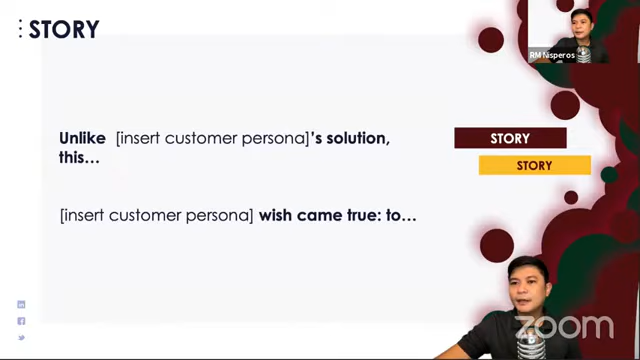 STORY
RM Nisperos
Unlike [insert customer persona]'s solution,
this...
STORY
STORY
[insert customer persona] wish came true: to...
zoom